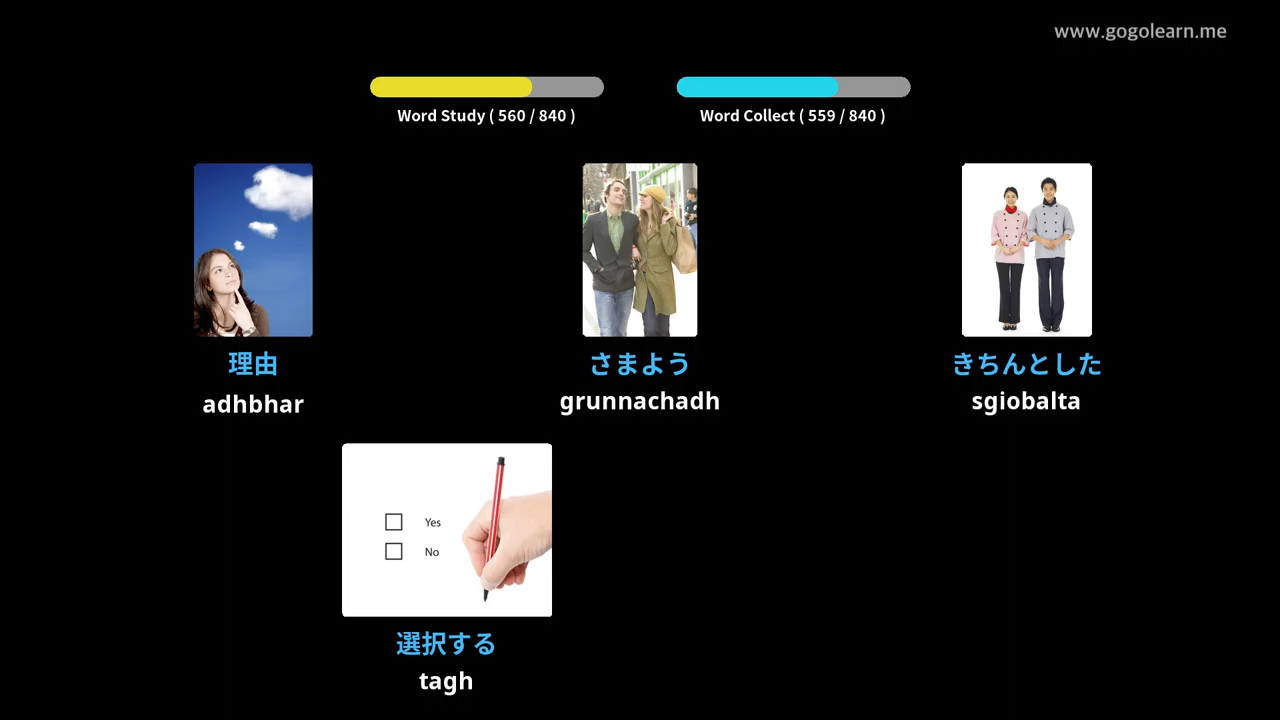 www.gogolearn.me
Word Study ( 560 / 840 )
Word Collect ( 559 / 840 )
理由
adhbhar
さまよう
grunnachadh
きちんとした
sgiobalta
Yes
No
選択する
tagh